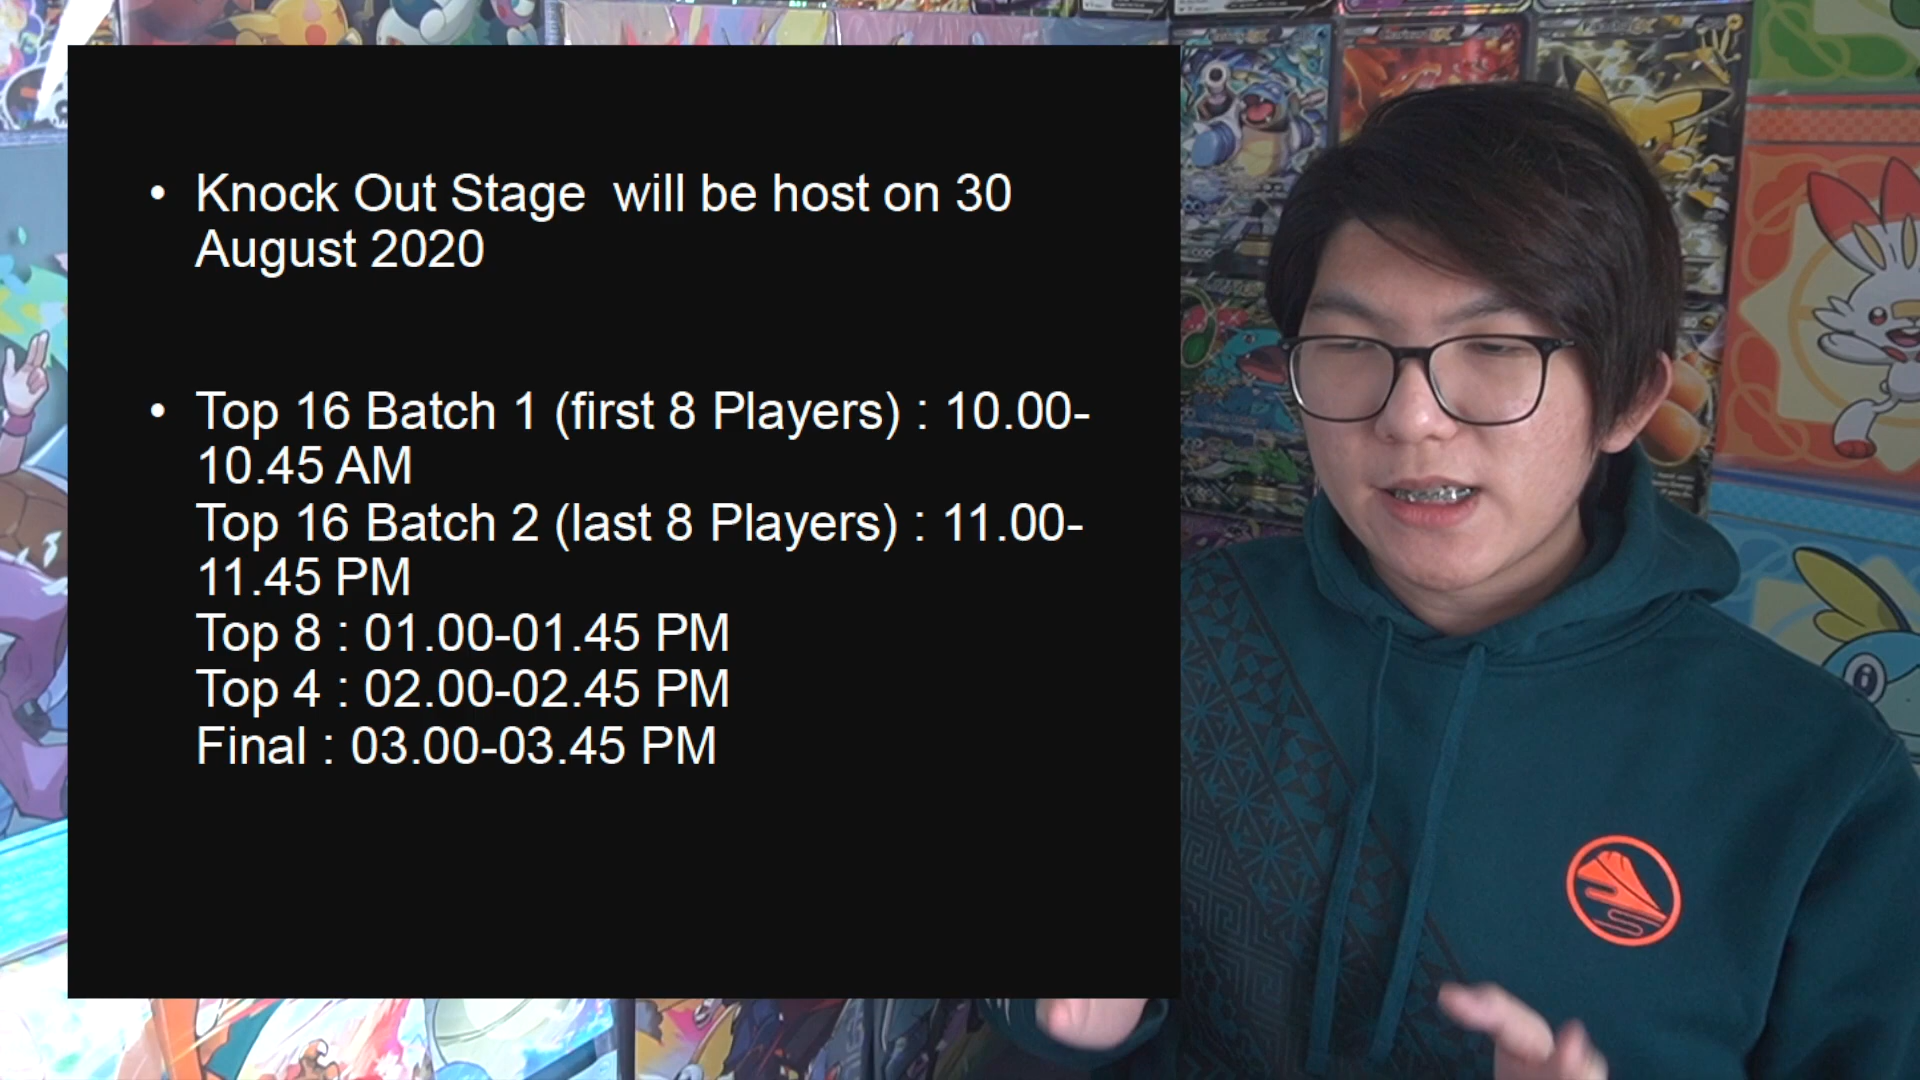 • Knock Out Stage  will be host on 30
August 2020
• Top 16 Batch 1 (first 8 Players) : 10.00-
10.45 AM
Top 16 Batch 2 (last 8 Players) : 11.00-
11.45 PM
Top 8 : 01.00-01.45 PM
Top 4 : 02.00-02.45 PM
Final : 03.00-03.45 PM